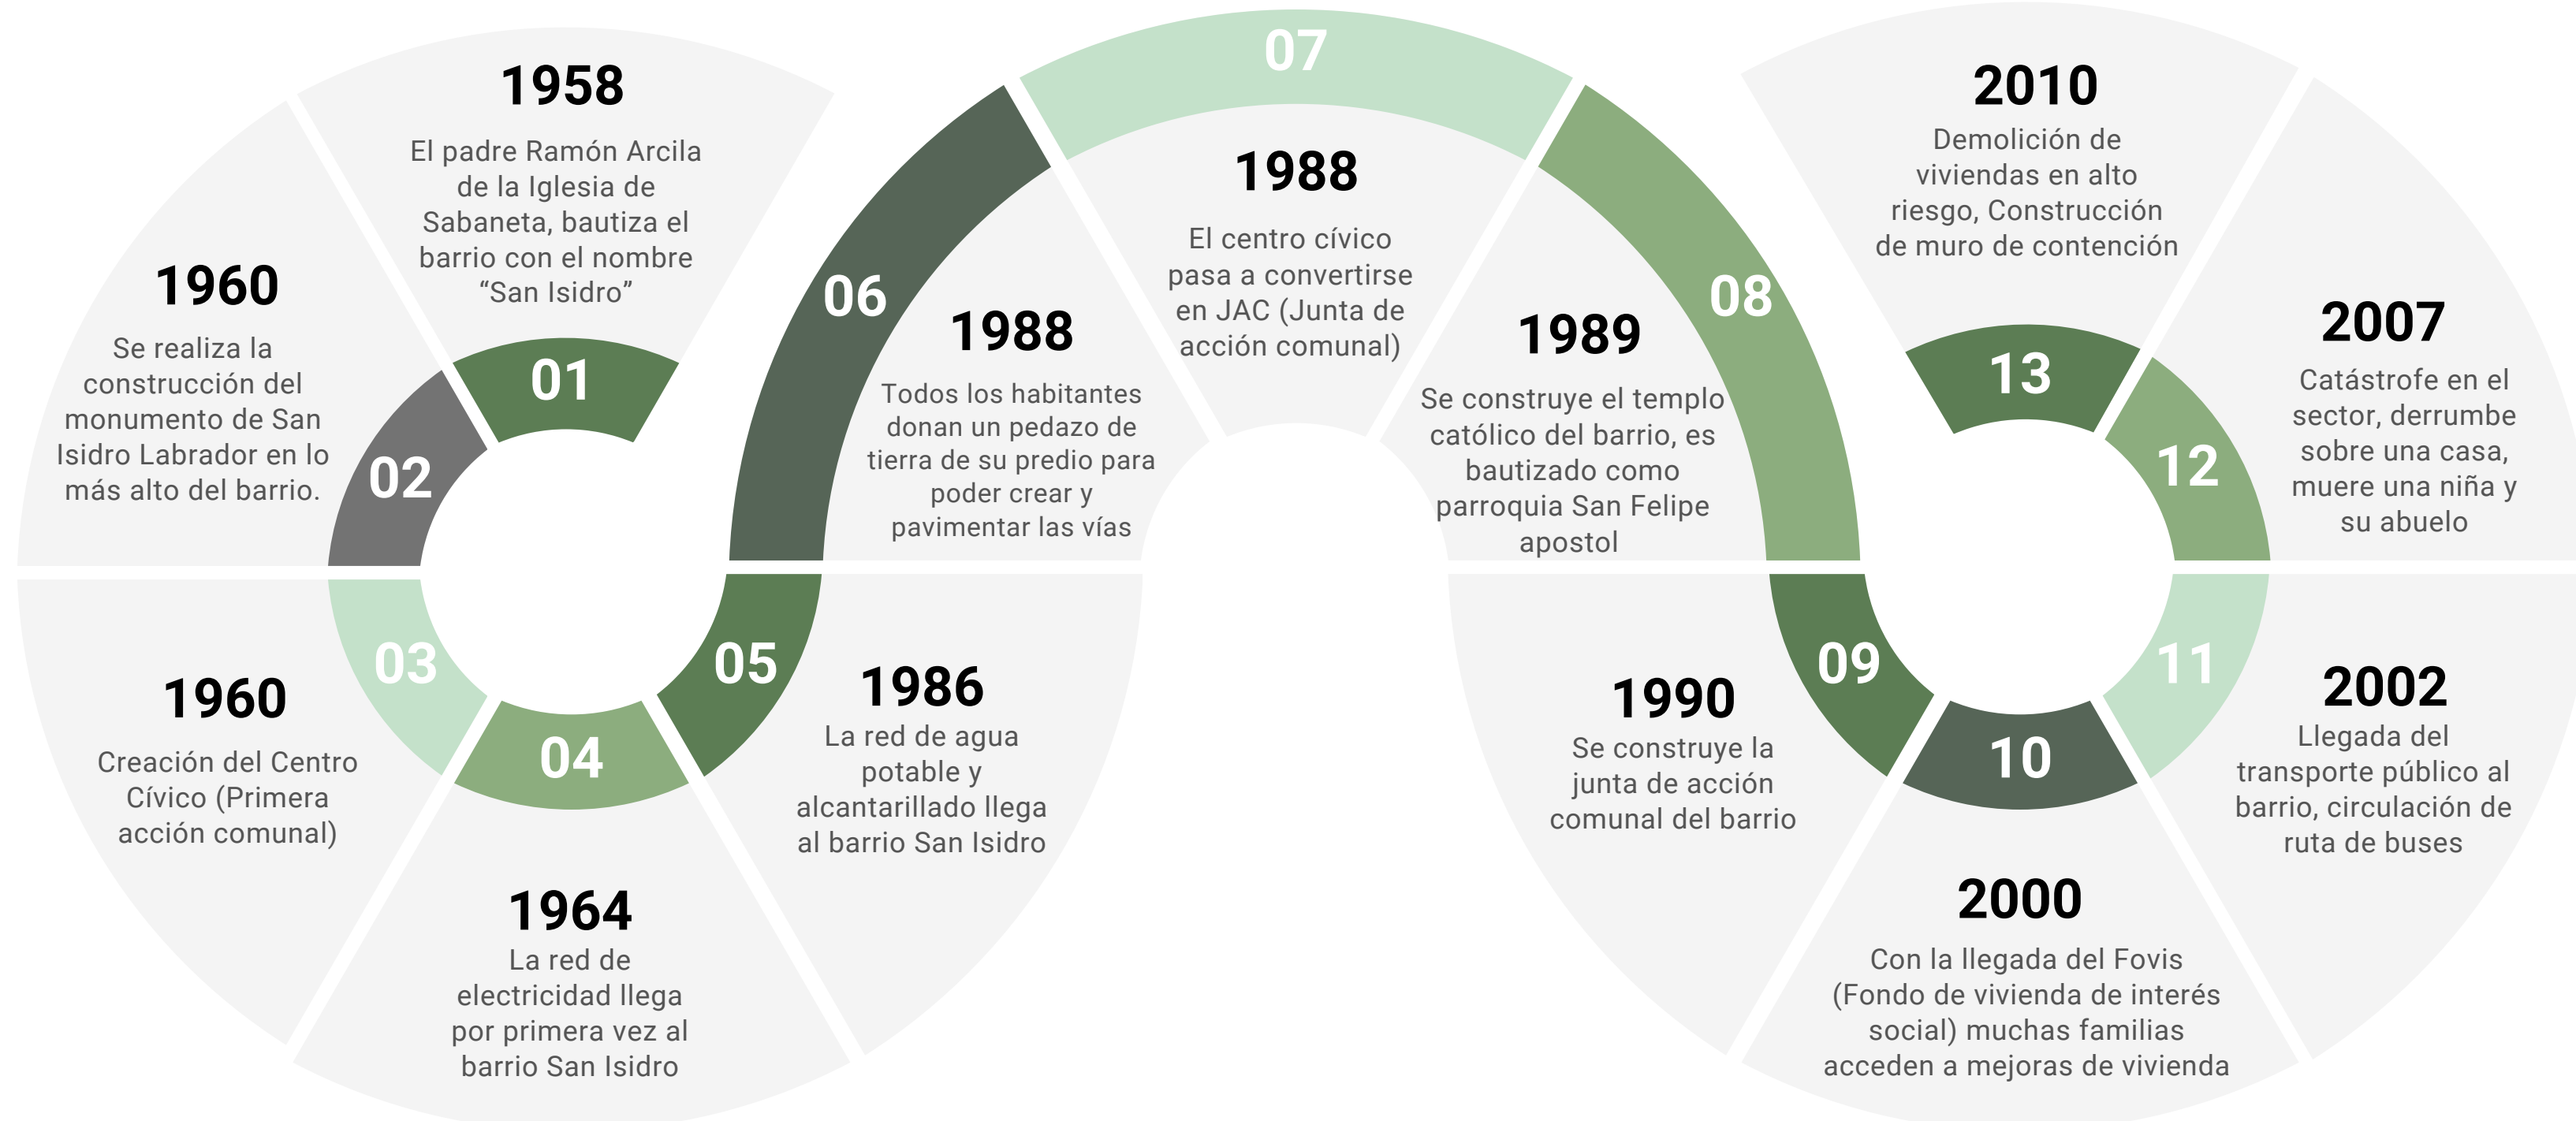 01
1958
El padre Ramón Arcila
de la Iglesia de
Sabaneta, bautiza el
barrio con el nombre
“San Isidro”
02
1960
Se realiza la
construcción del
monumento de San
Isidro Labrador en lo
más alto del barrio.
03
1960
Creación del Centro
Cívico (Primera
acción comunal)
04
1964
La red de
electricidad llega
por primera vez al
barrio San Isidro
05
1986
La red de agua
potable y
alcantarillado llega
al barrio San Isidro
06
1988
Todos los habitantes
donan un pedazo de
tierra de su predio para
poder crear y
pavimentar las vías
07
1988
El centro cívico
pasa a convertirse
en JAC (Junta de
acción comunal)
08
1989
Se construye el templo
católico del barrio, es
bautizado como
parroquia San Felipe
apostol
09
1990
Se construye la
junta de acción
comunal del barrio
10
2000
Con la llegada del Fovis
(Fondo de vivienda de interés
social) muchas familias
acceden a mejoras de vivienda
11
2002
Llegada del
transporte público al
barrio, circulación de
ruta de buses
12
2007
Catástrofe en el
sector, derrumbe
sobre una casa,
muere una niña y
su abuelo
13
2010
Demolición de
viviendas en alto
riesgo, Construcción
de muro de contención